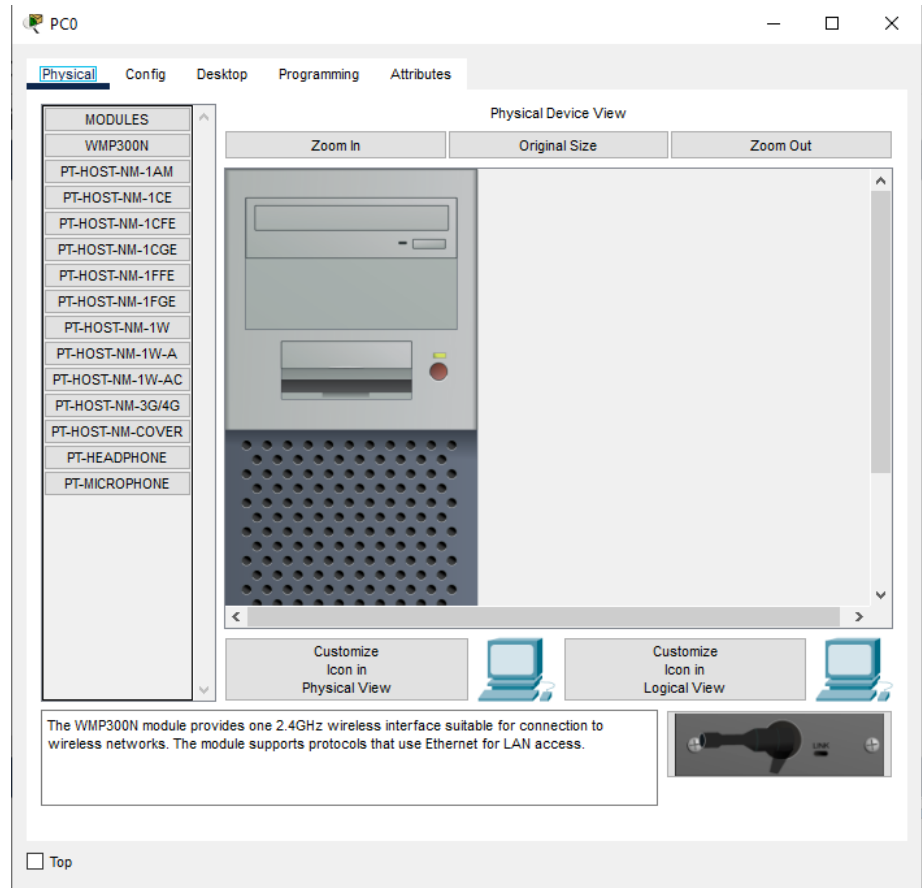 PC0
Physical Config Desktop Programming Attributes
MODULES
WMP300N
PT-HOST-NM-1AM
PT-HOST-NM-1CE
PT-HOST-NM-1CFE
PT-HOST-NM-1CGE
PT-HOST-NM-1FFE
PT-HOST-NM-1FGE
PT-HOST-NM-1W
PT-HOST-NM-1W-A
PT-HOST-NM-1W-AC
PT-HOST-NM-3G/4G
PT-HOST-NM-COVER
PT-HEADPHONE
PT-MICROPHONE
Physical Device View
Zoom In Original Size Zoom Out
Customize
Icon in
Physical View
Customize
Icon in
Logical View
The WMP300N module provides one 2.4GHz wireless interface suitable for connection to
wireless networks. The module supports protocols that use Ethernet for LAN access.
LINK
Top